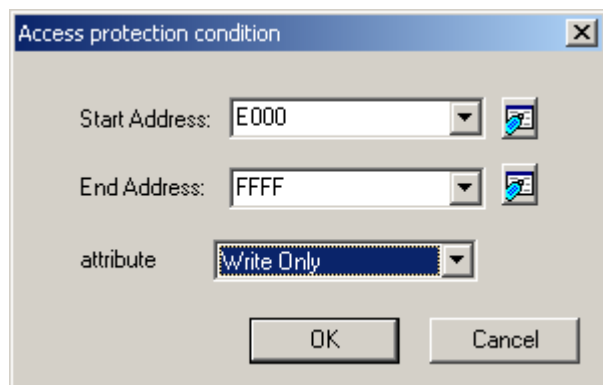 Access protection condition
Start Address: E000
End Address: FFFF
attribute Write Only
OK Cancel